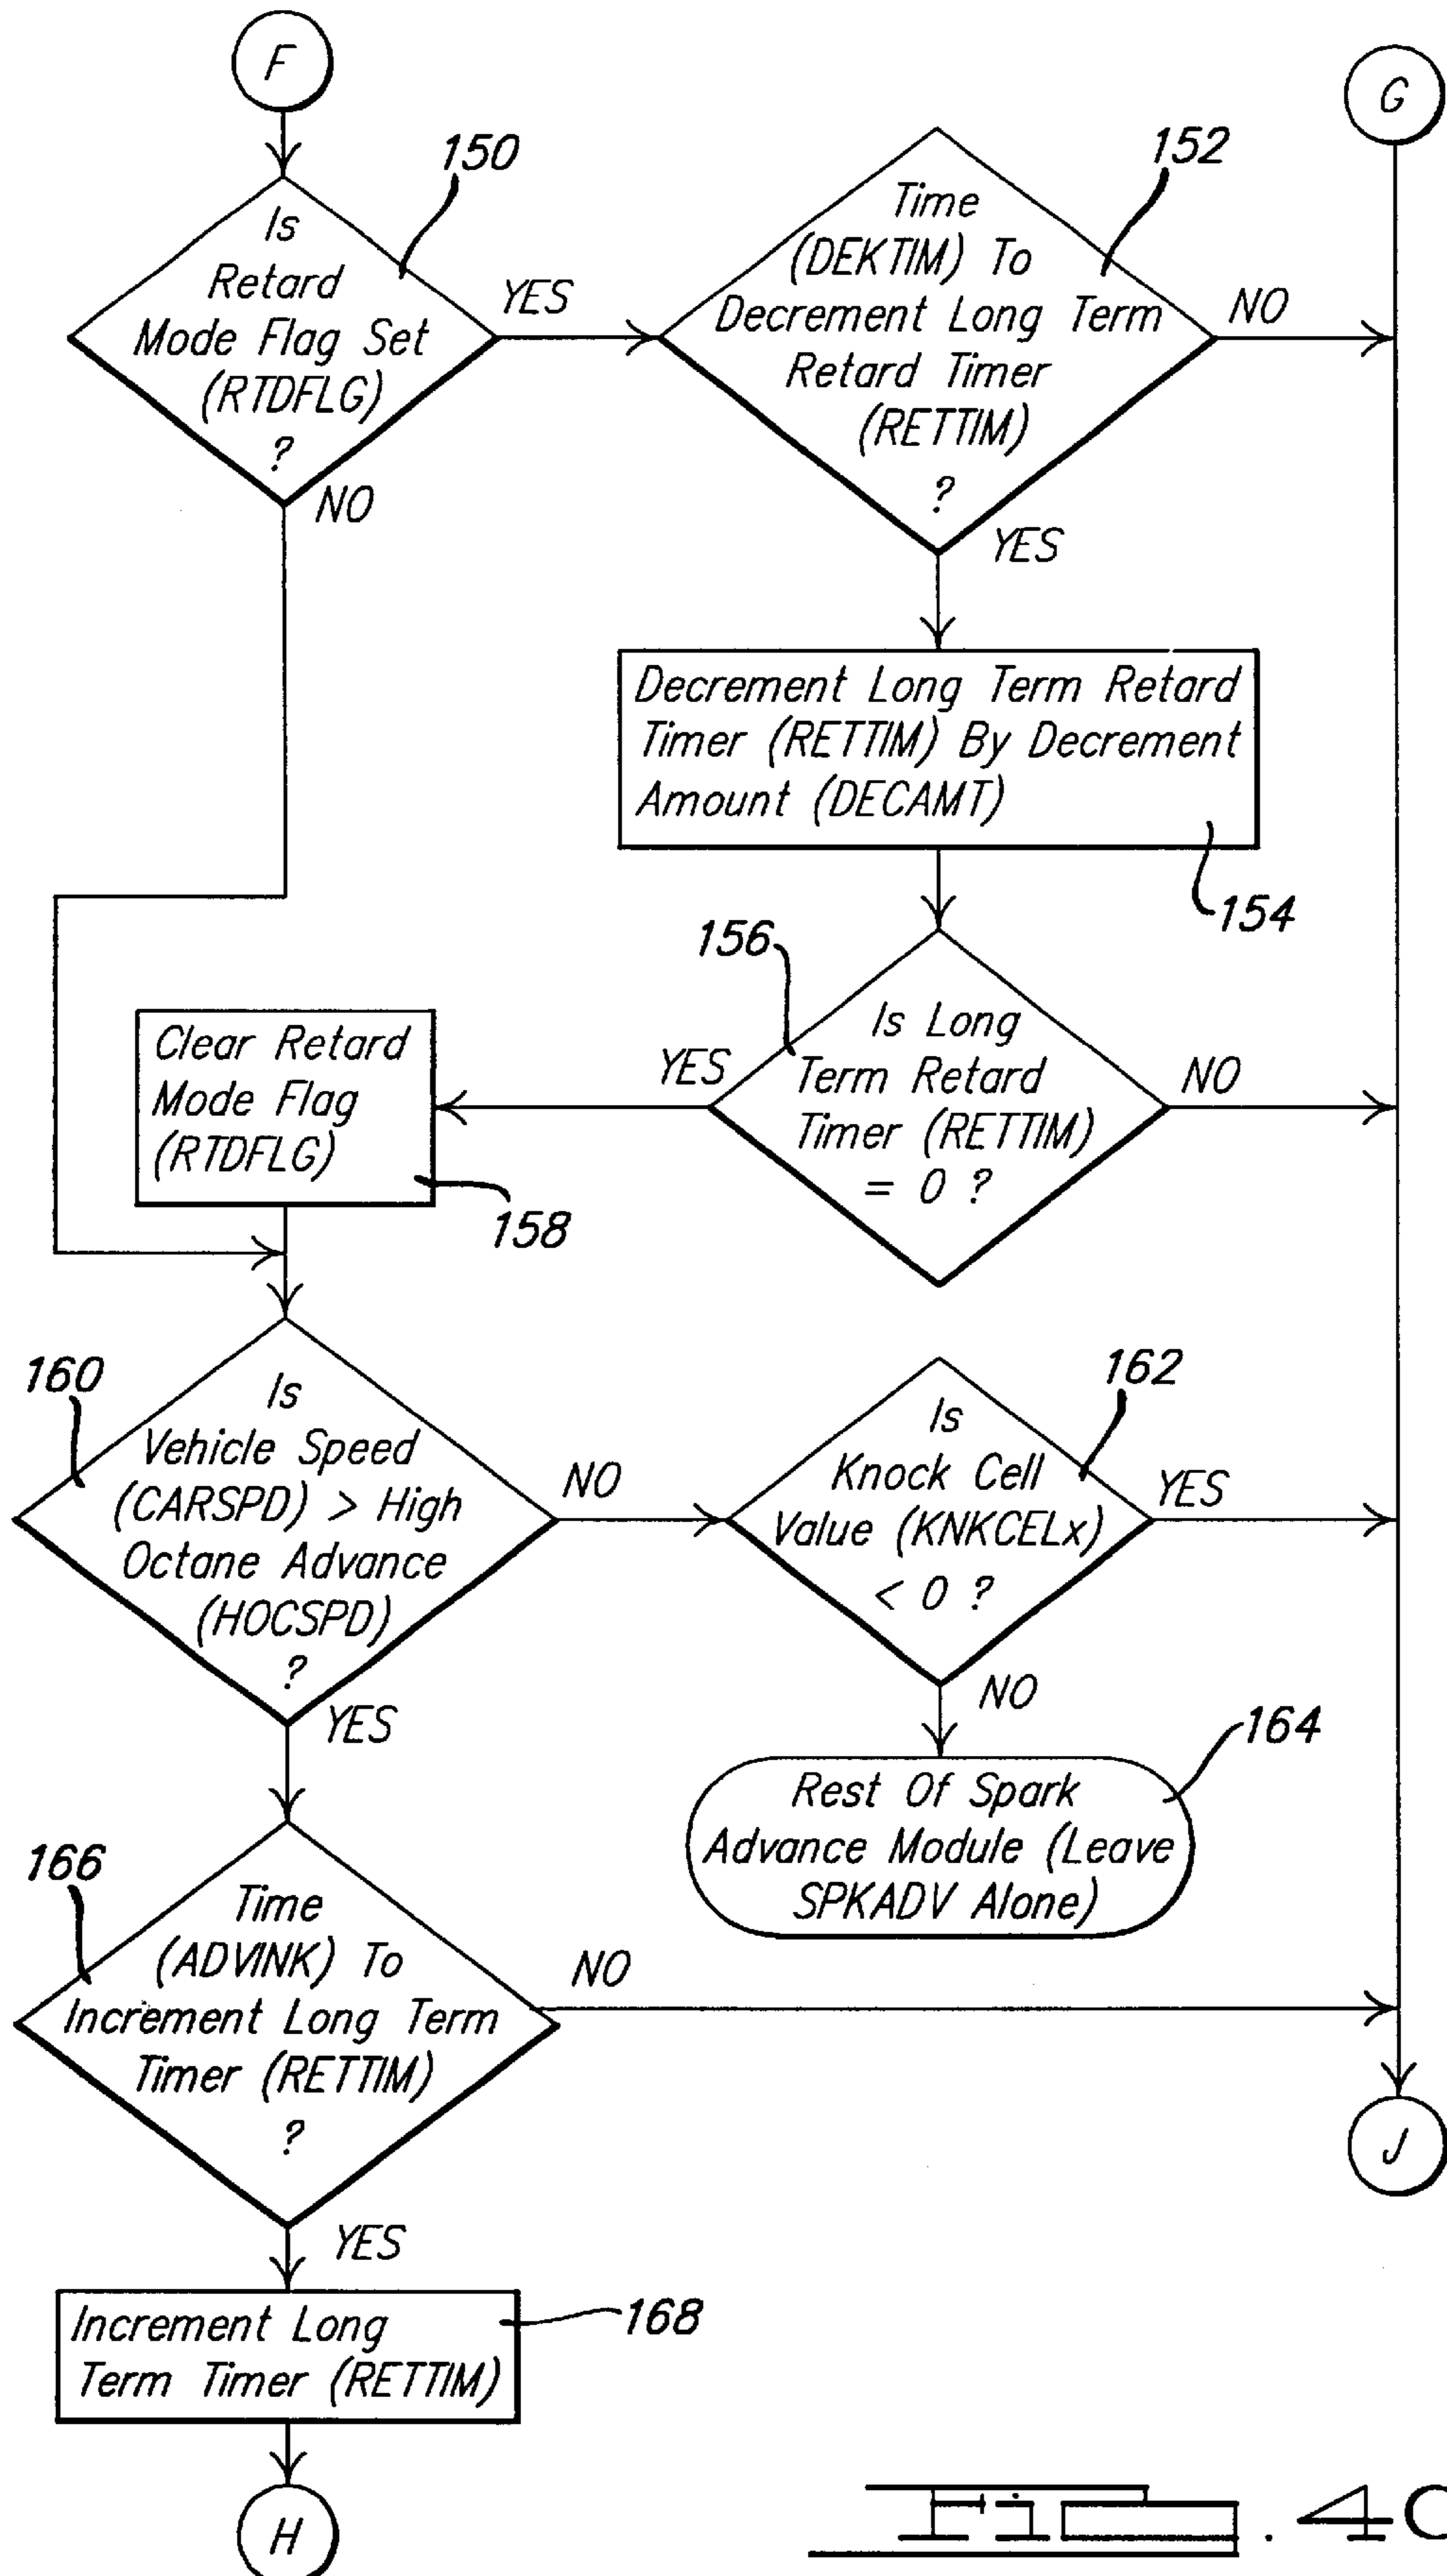 F
G
150
Is
Retard
Mode Flag Set
(RTDFLG)
?
YES
NO
152
Time
(DEKTIM) To
Decrement Long Term
Retard Timer
(RETTIM)
?
NO
YES
Decrement Long Term Retard
Timer (RETTIM) By Decrement
Amount (DECAMT)
154
156
Is Long
Term Retard
Timer (RETTIM)
= 0 ?
YES
NO
Clear Retard
Mode Flag
(RTDFLG)
158
160
Is
Vehicle Speed
(CARSPD) > High
Octane Advance
(HOCSPD)
?
NO
YES
162
Is
Knock Cell
Value (KNKCELx)
< 0 ?
YES
NO
164
Rest Of Spark
Advance Module (Leave
SPKADV Alone)
166
Time
(ADVINK) To
Increment Long Term
Timer (RETTIM)
?
NO
YES
J
Increment Long
Term Timer (RETTIM)
168
H
Fig. 4C